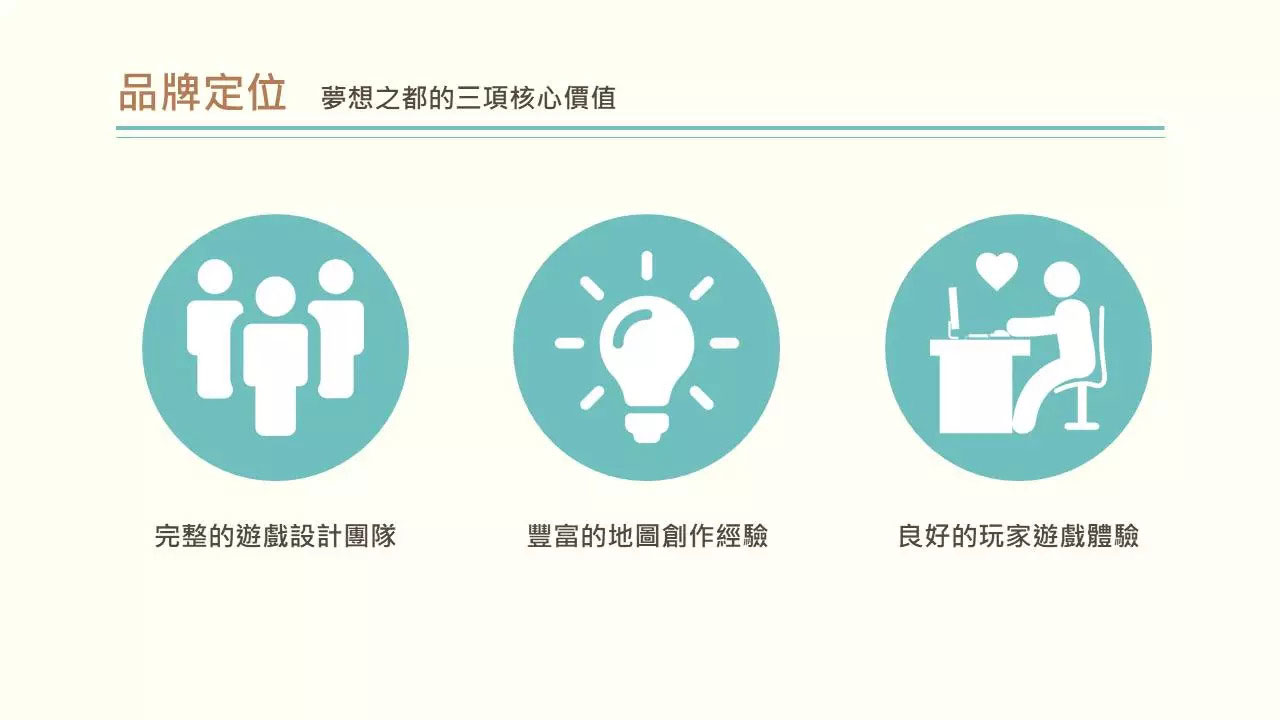 品牌定位 夢想之都的三項核心價值
完整的遊戲設計團隊
豐富的地圖創作經驗
良好的玩家遊戲體驗